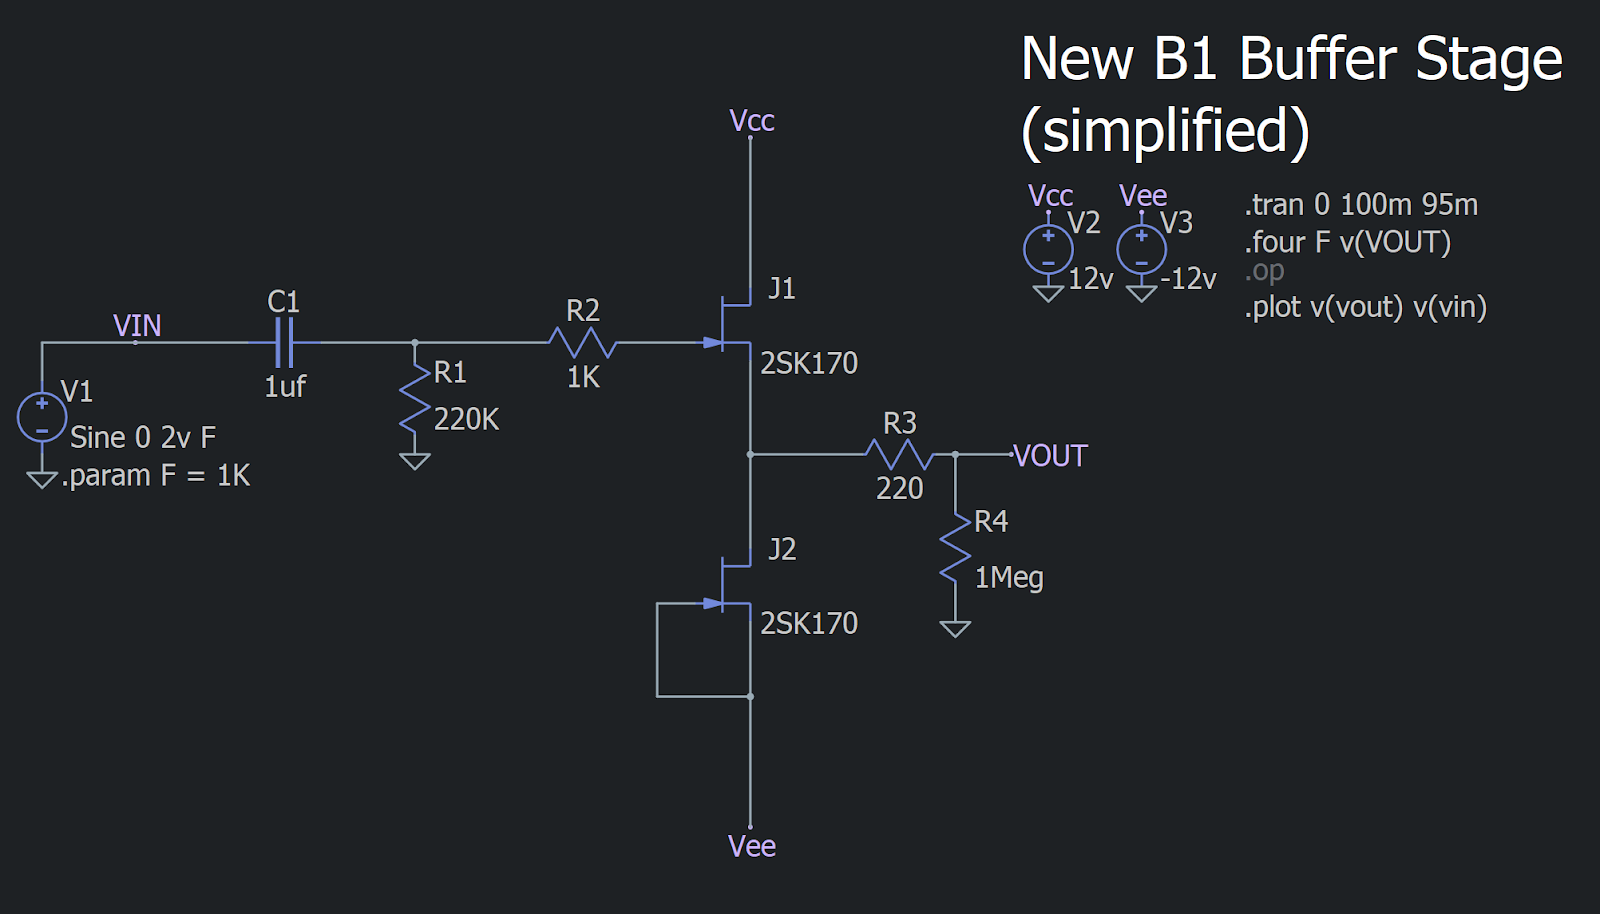 New B1 Buffer Stage
(simplified)
Vcc
Vcc
V2
12v
Vee
V3
-12v
.tran 0 100m 95m
.four F v(VOUT)
.op
.plot v(vout) v(vin)
VIN
C1
1uf
V1
Sine 0 2v F
.param F = 1K
R1
220K
R2
1K
J1
2SK170
R3
220
VOUT
R4
1Meg
J2
2SK170
Vee